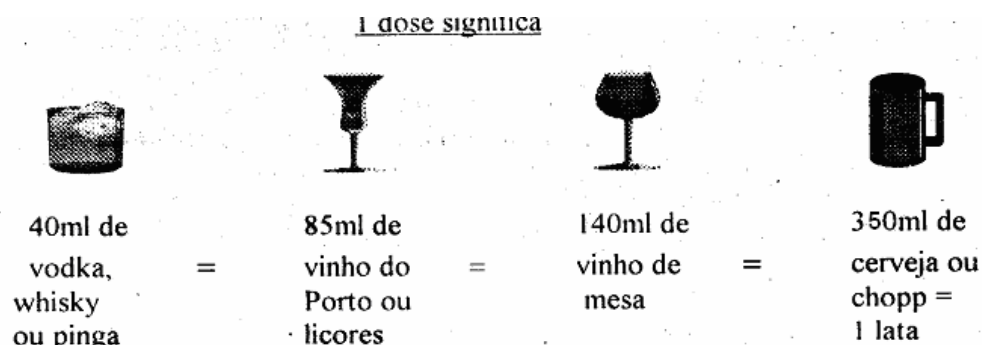 1 dose significa
40ml de
vodka,
whisky
ou pinga
=
85ml de
vinho do
Porto ou
licores
=
140ml de
vinho de
mesa
=
350ml de
cerveja ou
chopp =
1 lata